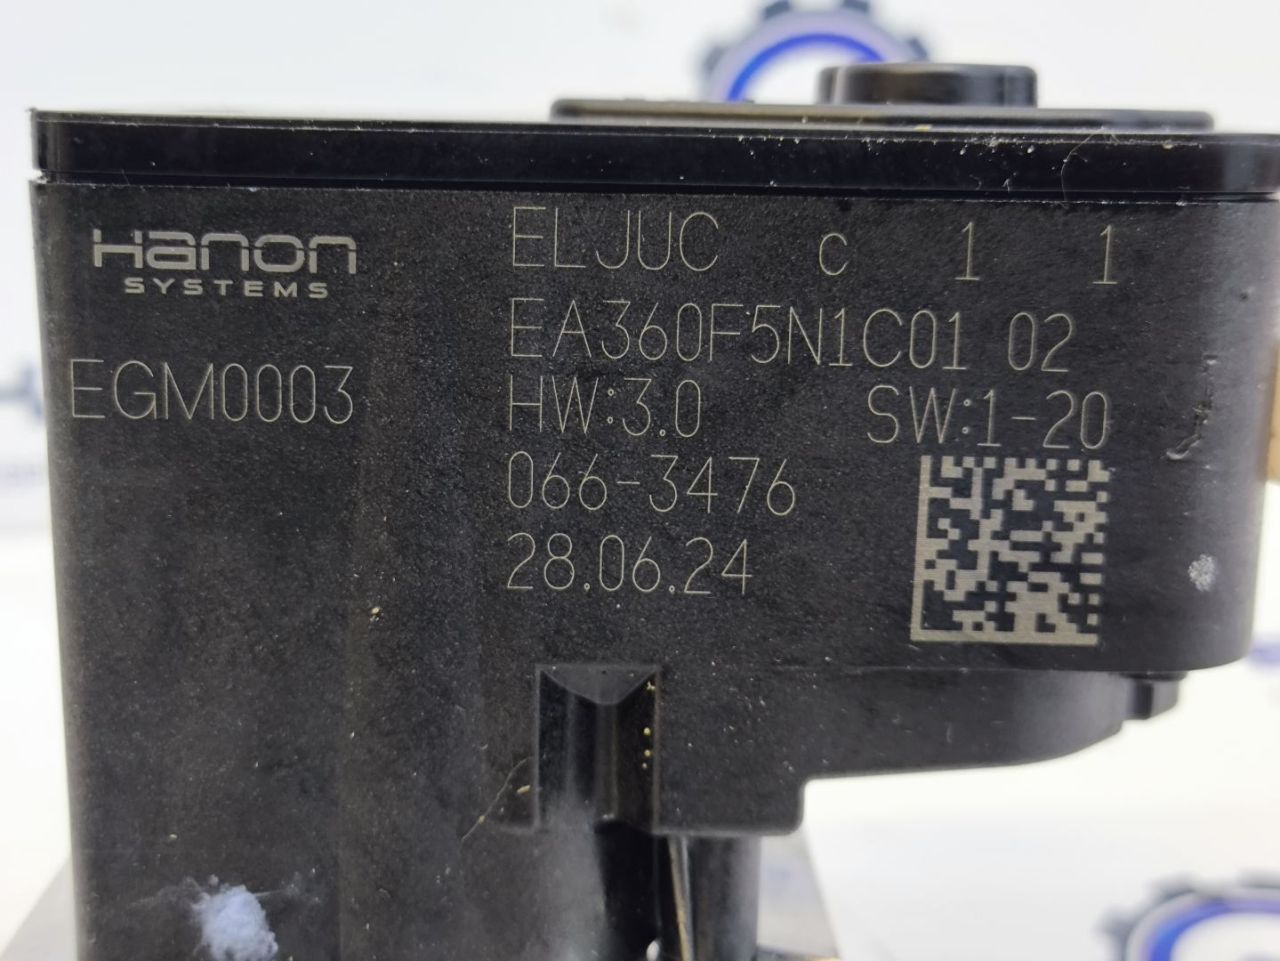 Hanon
SYSTEMS
EGM0003
ELJUC c 1 1
EA360F5N1C01 02
HW:3.0 SW:1-20
066-3476
28.06.24